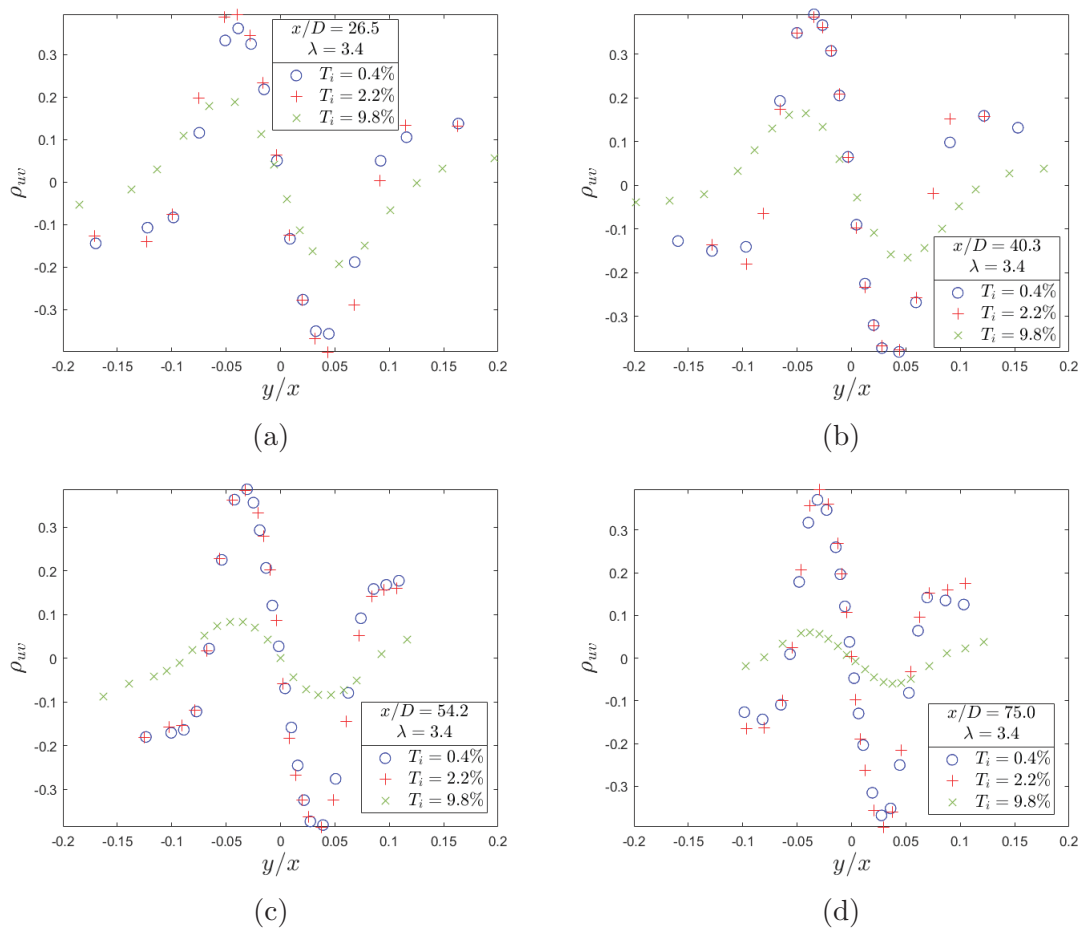 0.3
0.2
0.1
0
-0.1
-0.2
-0.3
ρuv
x/D = 26.5
λ = 3.4
Ti = 0.4%
Ti = 2.2%
Ti = 9.8%
-0.2 -0.15 -0.1 -0.05 0 0.05 0.1 0.15 0.2
y/x
(a)
0.3
0.2
0.1
0
-0.1
-0.2
-0.3
ρuv
x/D = 40.3
λ = 3.4
Ti = 0.4%
Ti = 2.2%
Ti = 9.8%
-0.2 -0.15 -0.1 -0.05 0 0.05 0.1 0.15 0.2
y/x
(b)
0.3
0.2
0.1
0
-0.1
-0.2
-0.3
ρuv
x/D = 54.2
λ = 3.4
Ti = 0.4%
Ti = 2.2%
Ti = 9.8%
-0.2 -0.15 -0.1 -0.05 0 0.05 0.1 0.15 0.2
y/x
(c)
0.3
0.2
0.1
0
-0.1
-0.2
-0.3
ρuv
x/D = 75.0
λ = 3.4
Ti = 0.4%
Ti = 2.2%
Ti = 9.8%
-0.2 -0.15 -0.1 -0.05 0 0.05 0.1 0.15 0.2
y/x
(d)